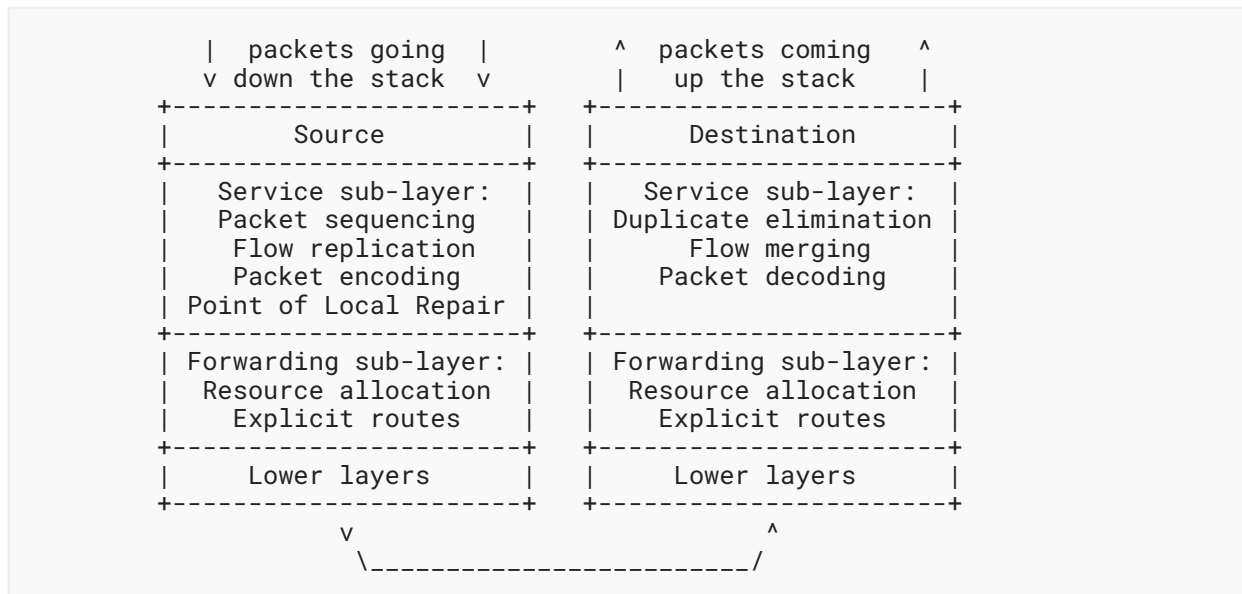 |  packets going  |        ^  packets coming   ^
v down the stack  v        |   up the stack    |
+-----------------------+   +-----------------------+
|        Source         |   |      Destination      |
+-----------------------+   +-----------------------+
|   Service sub-layer:  |   |   Service sub-layer:  |
|   Packet sequencing   |   | Duplicate elimination |
|    Flow replication   |   |      Flow merging     |
|    Packet encoding    |   |    Packet decoding    |
| Point of Local Repair |   |                       |
+-----------------------+   +-----------------------+
| Forwarding sub-layer: |   | Forwarding sub-layer: |
|  Resource allocation  |   |  Resource allocation  |
|    Explicit routes    |   |    Explicit routes    |
+-----------------------+   +-----------------------+
|     Lower layers      |   |     Lower layers      |
+-----------------------+   +-----------------------+
v                           ^
\_________________________/